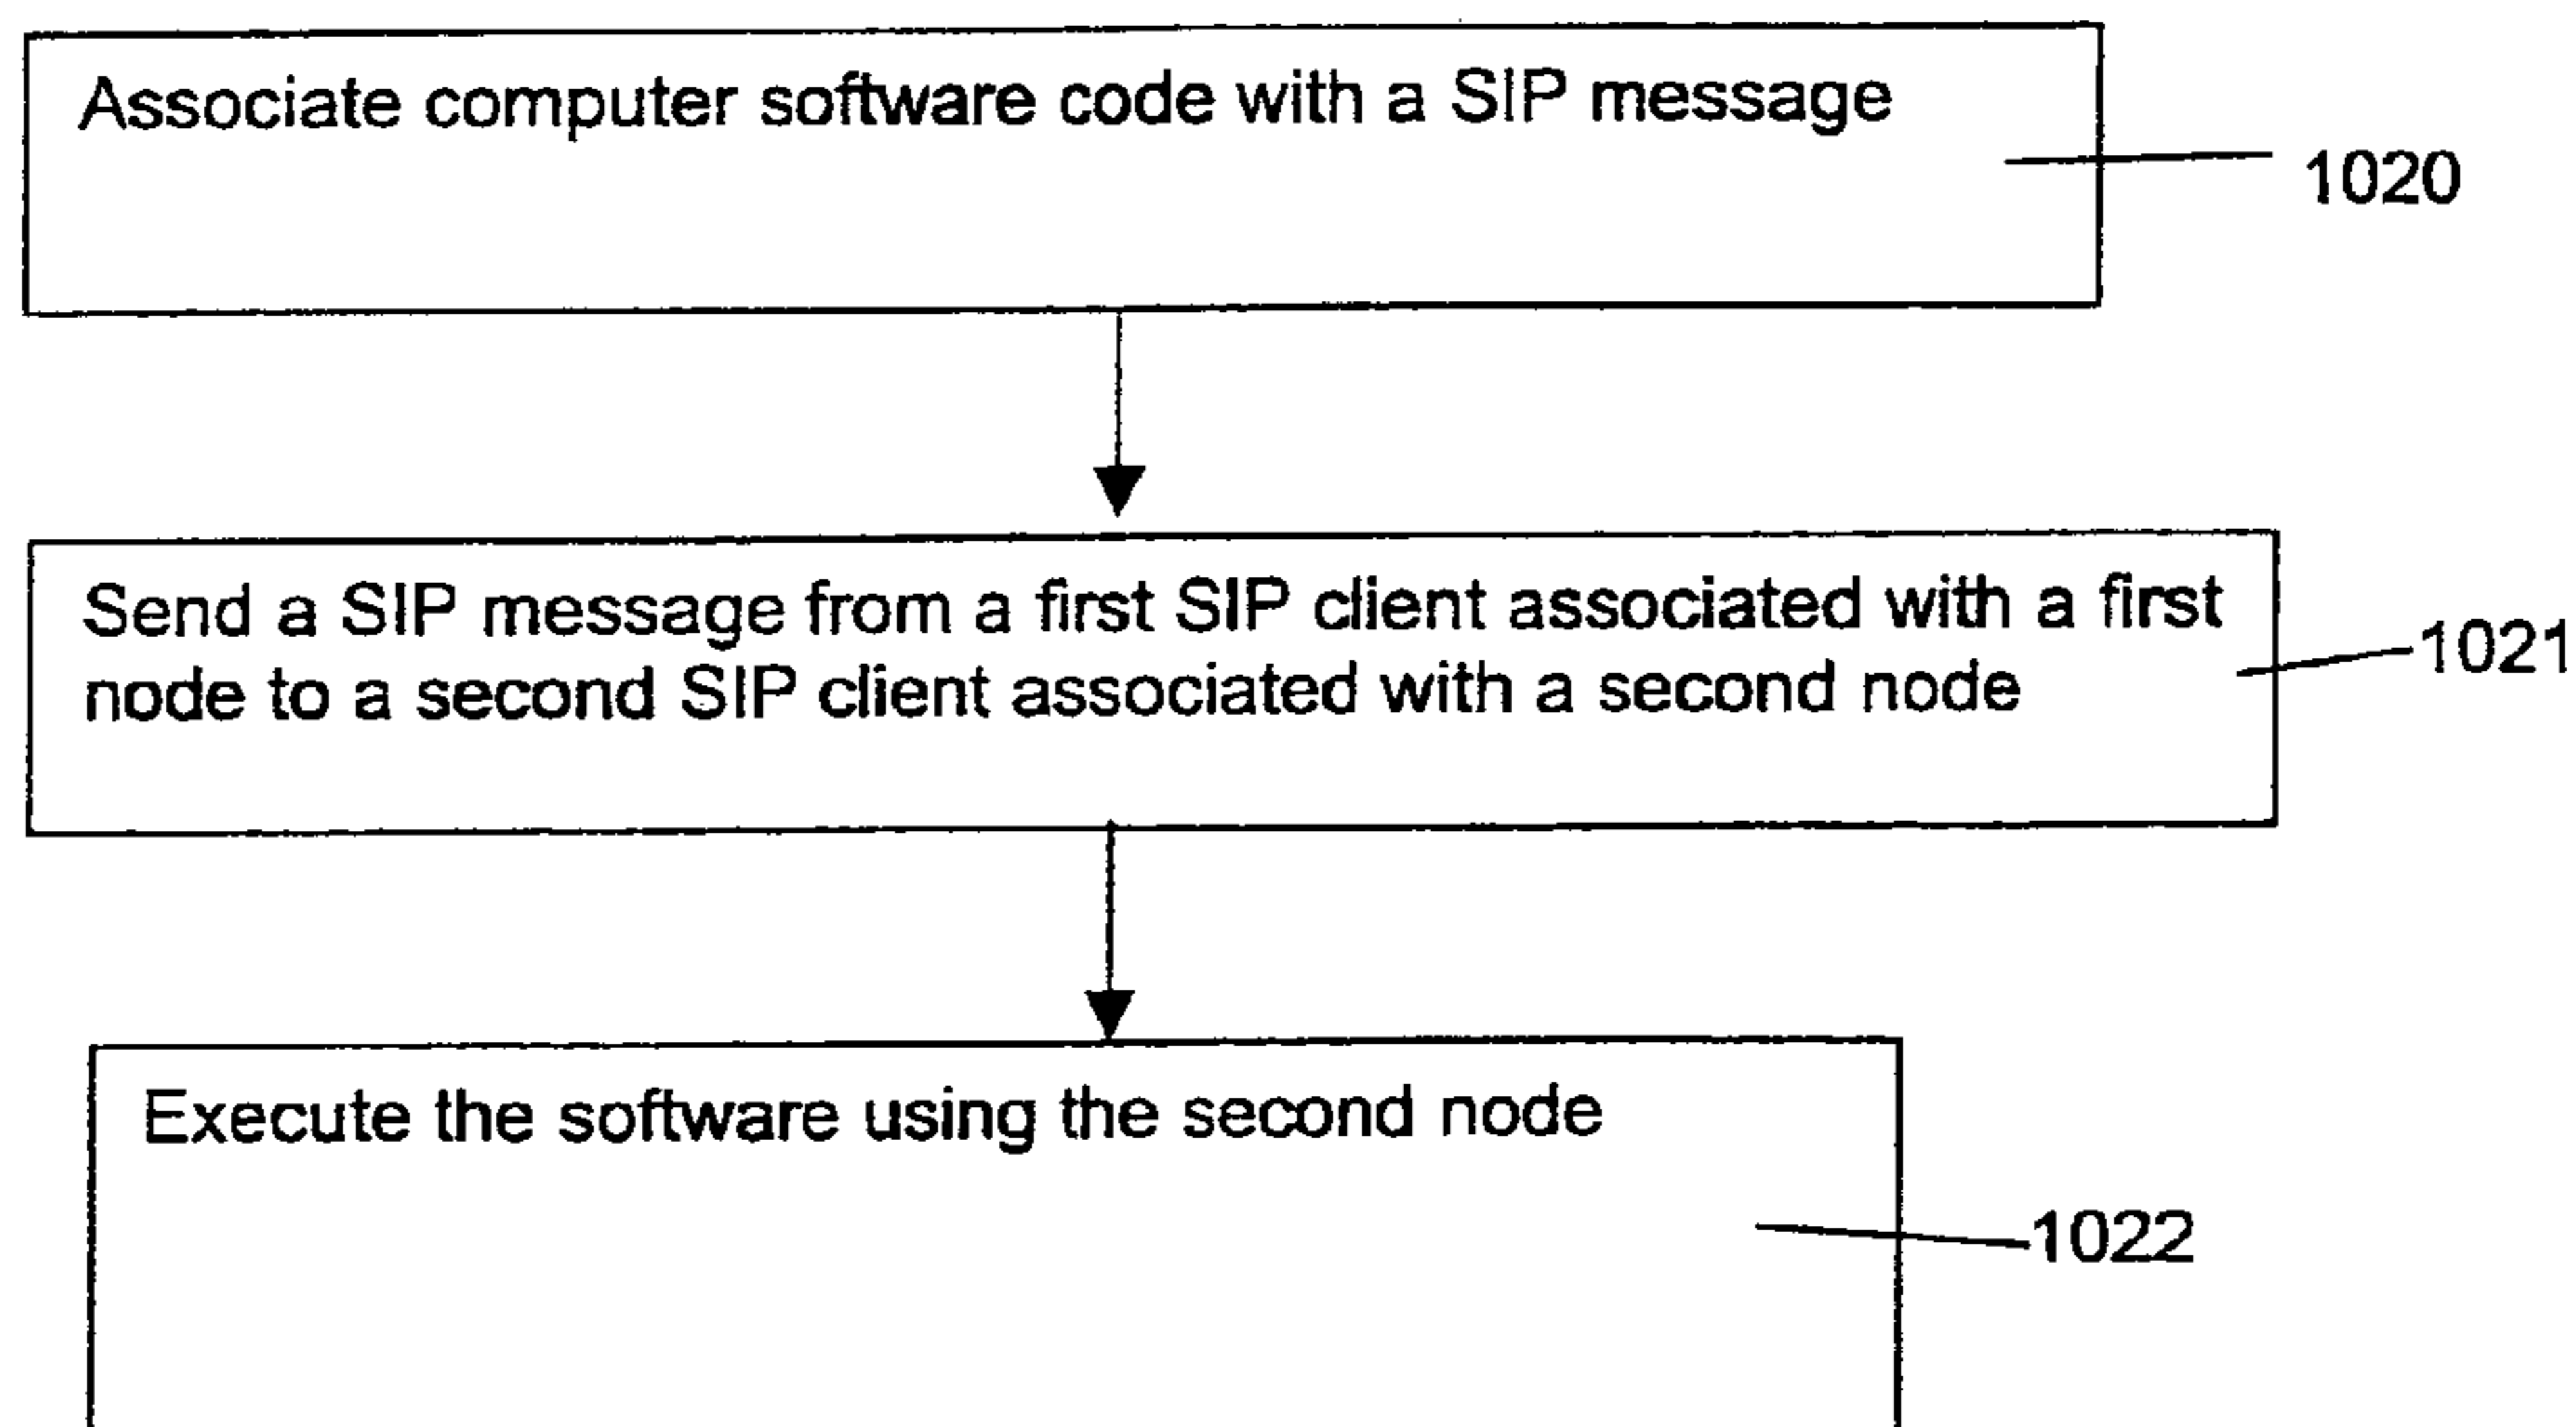 Associate computer software code with a SIP message
1020
Send a SIP message from a first SIP client associated with a first
node to a second SIP client associated with a second node
1021
Execute the software using the second node
1022